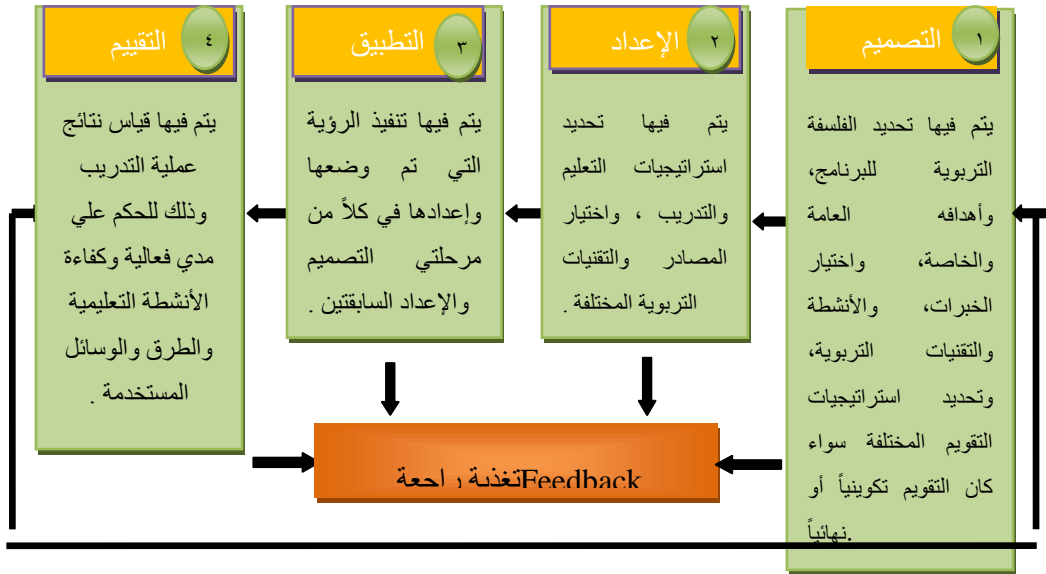 ١ التصميم
يتم فيها تحديد الفلسفة
التربوية للبرنامج،
وأهدافه العامة
والخاصة، واختيار
الخبرات، والأنشطة
والتقنيات التربوية،
وتحديد استراتيجيات
التقويم المختلفة سواء
كان التقويم تكوينياً أو
نهائياً.
٢ الإعداد
يتم فيها تحديد
استراتيجيات التعليم
والتدريب ، واختيار
المصادر والتقنيات
التربوية المختلفة .
٣ التطبيق
يتم فيها تنفيذ الرؤية
التي تم وضعها
وإعدادها في كلاً من
مرحلتي التصميم
والإعداد السابقتين .
٤ التقييم
يتم فيها قياس نتائج
عملية التدريب
وذلك للحكم علي
مدي فعالية وكفاءة
الأنشطة التعليمية
والطرق والوسائل
المستخدمة .
Feedbackتغذية راجعة